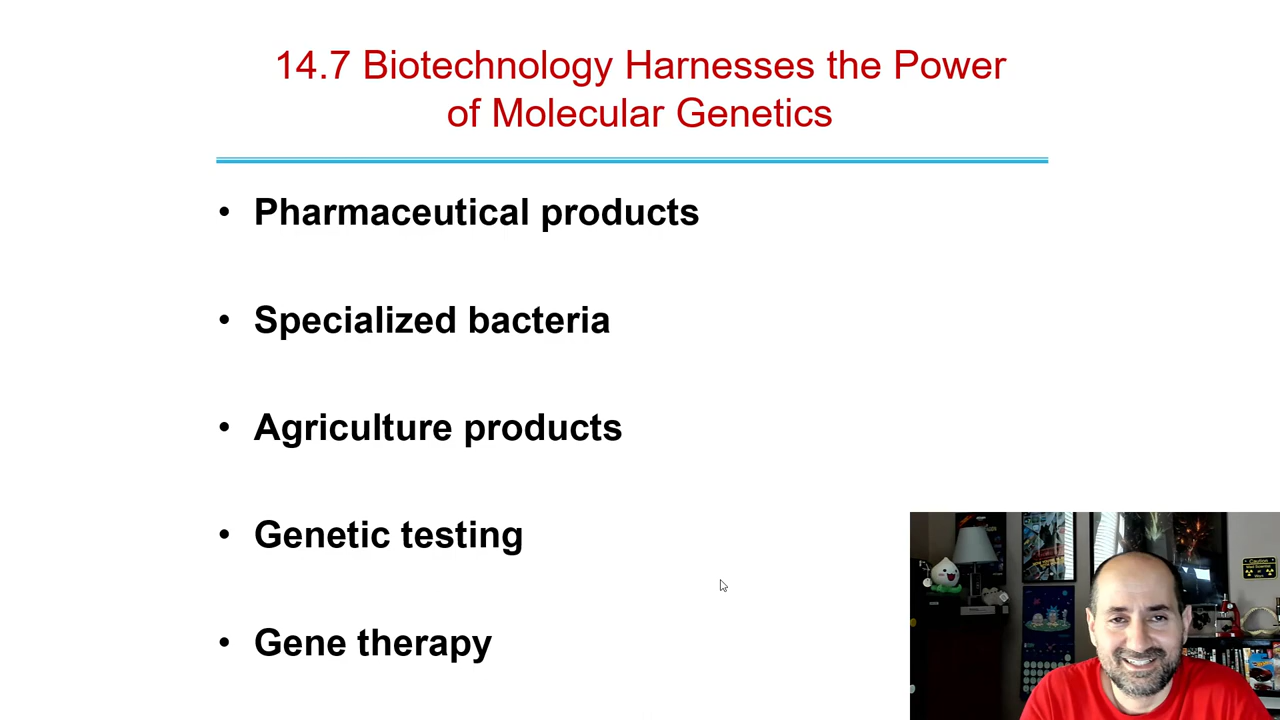 14.7 Biotechnology Harnesses the Power
of Molecular Genetics
• Pharmaceutical products
• Specialized bacteria
• Agriculture products
• Genetic testing
• Gene therapy
Caution